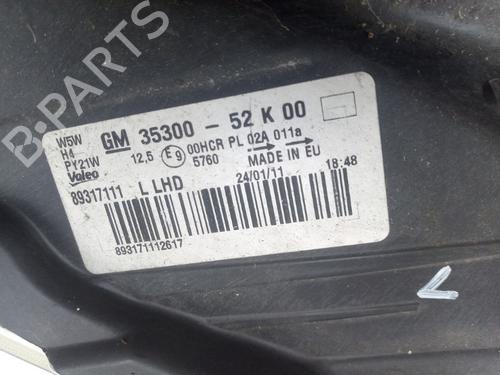 W5W
H4
PY21W
Valeo
GM 35300 - 52 K 00
12.5 E9 00HCR PL 02A 011a
5760 MADE IN EU
89317111 L LHD 24/01/11 18:48
893171112617
L